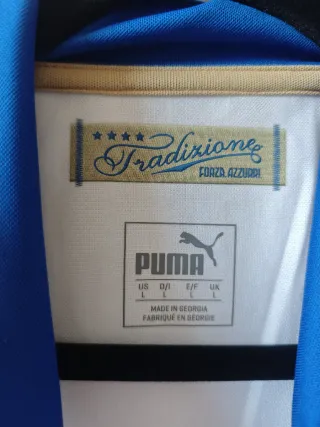 Tradizione
FORZA AZZURRI
PUMA
US D/I E/F UK
L L L L
MADE IN GEORGIA
FABRIQUÉ EN GÉORGIE